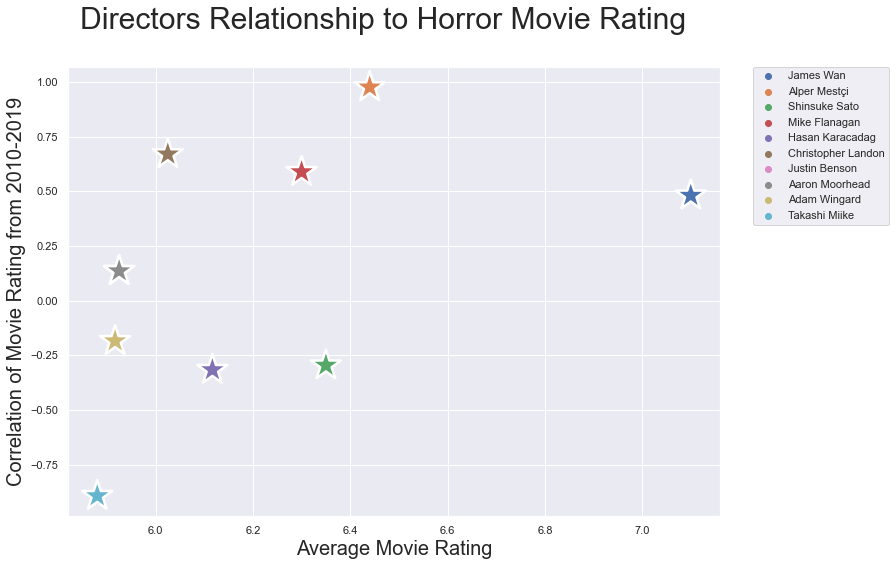 Directors Relationship to Horror Movie Rating
Correlation of Movie Rating from 2010-2019
1.00
0.75
0.50
0.25
0.00
−0.25
−0.50
−0.75
6.0
6.2
6.4
6.6
6.8
7.0
Average Movie Rating
James Wan
Alper Mestçi
Shinsuke Sato
Mike Flanagan
Hasan Karacadag
Christopher Landon
Justin Benson
Aaron Moorhead
Adam Wingard
Takashi Miike